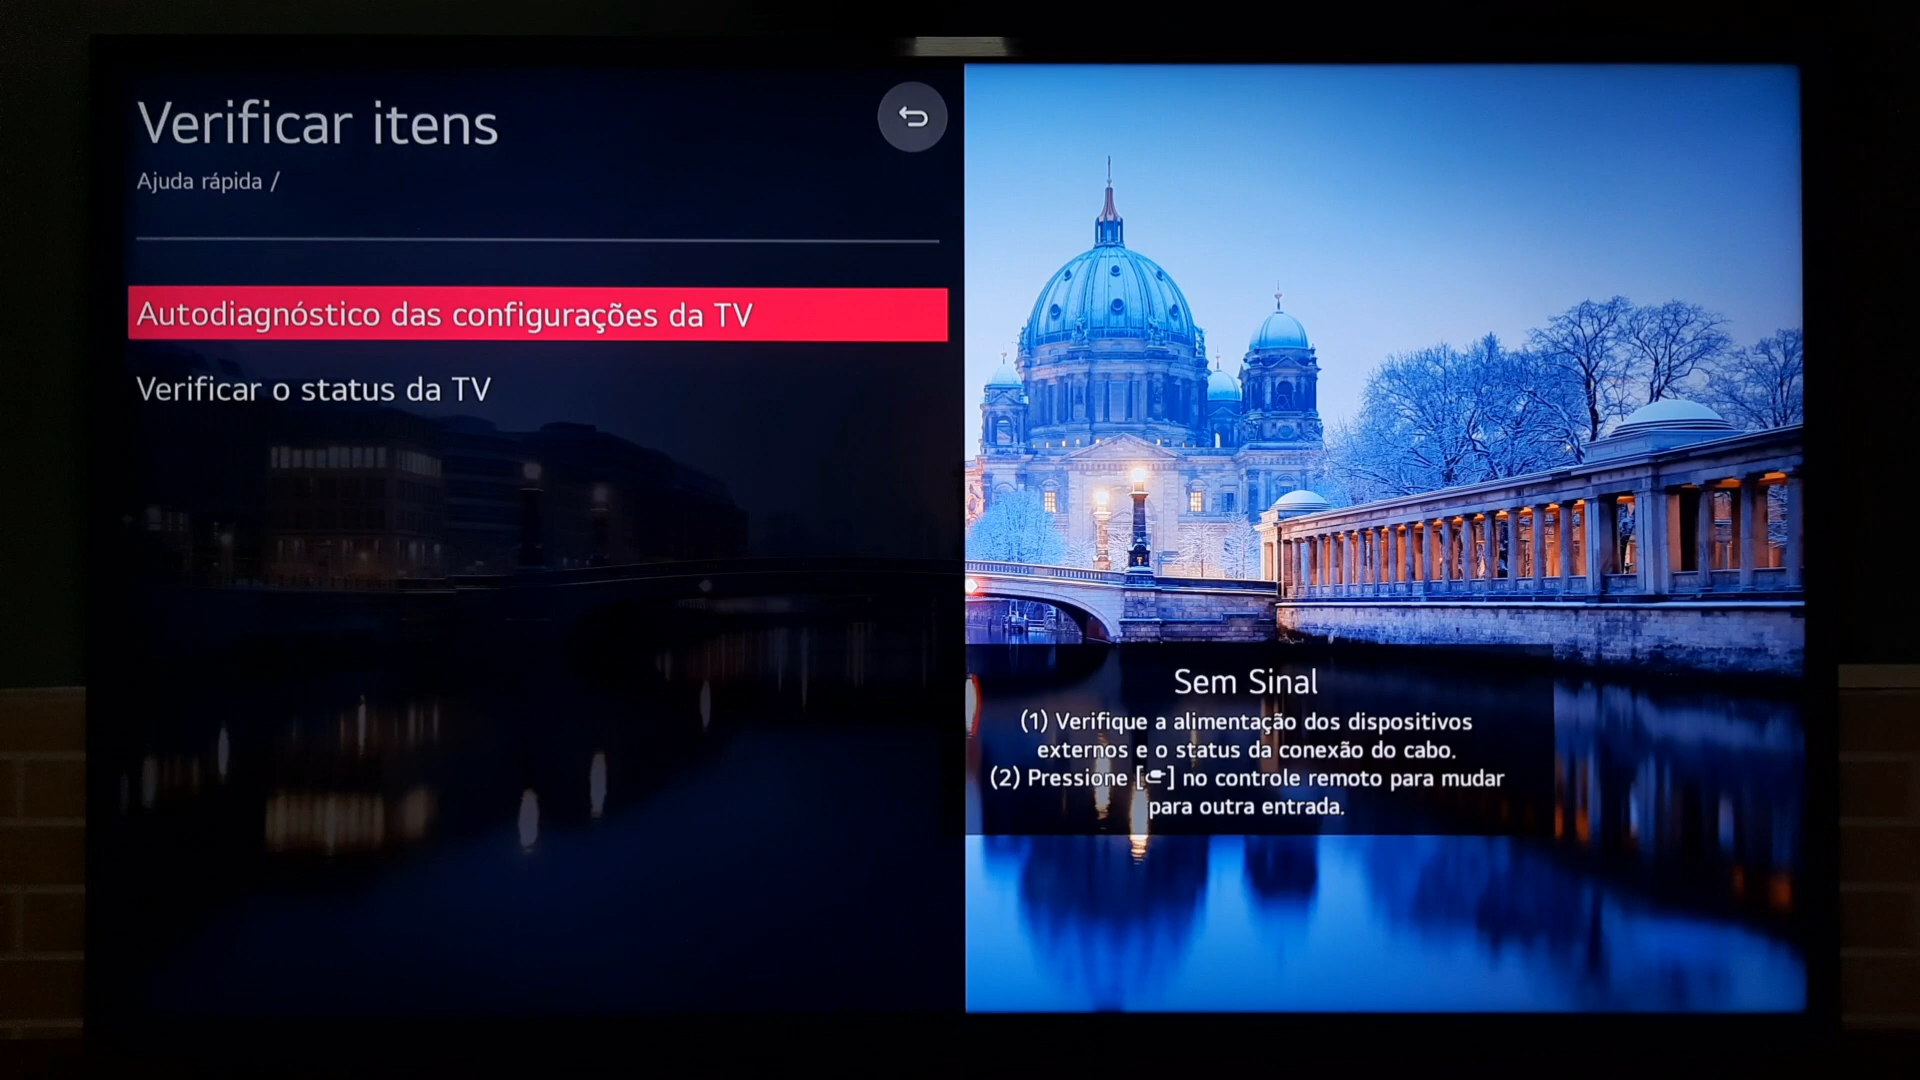 Verificar itens
Ajuda rápida /
Autodiagnóstico das configurações da TV
Verificar o status da TV
Sem Sinal
(1) Verifique a alimentação dos dispositivos
externos e o status da conexão do cabo.
(2) Pressione [ ] no controle remoto para mudar
para outra entrada.